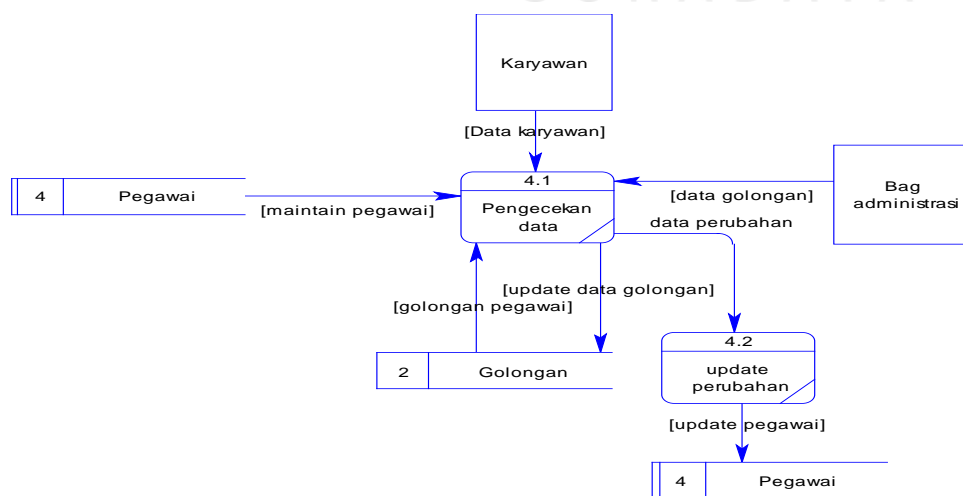 Karyawan
[Data karyawan]
4 Pegawai
[maintain pegawai]
4.1
Pengecekan
data
[data golongan]
Bag
administrasi
data perubahan
[golongan pegawai]
[update data golongan]
2 Golongan
4.2
update
perubahan
[update pegawai]
4 Pegawai